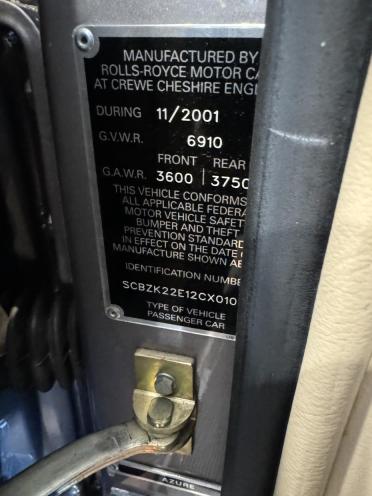 MANUFACTURED BY
ROLLS-ROYCE MOTOR CA
AT CREWE CHESHIRE ENG
DURING 11/2001
G.V.W.R. 6910
FRONT REAR
G.A.W.R. 3600 3750
THIS VEHICLE CONFORMS
ALL APPLICABLE FEDERA
MOTOR VEHICLE SAFET
BUMPER AND THEFT
PREVENTION STANDARD
IN EFFECT ON THE DATE O
MANUFACTURE SHOWN AB
IDENTIFICATION NUMBE
SCBZK22E12CX010
TYPE OF VEHICLE
PASSENGER CAR
AZURE